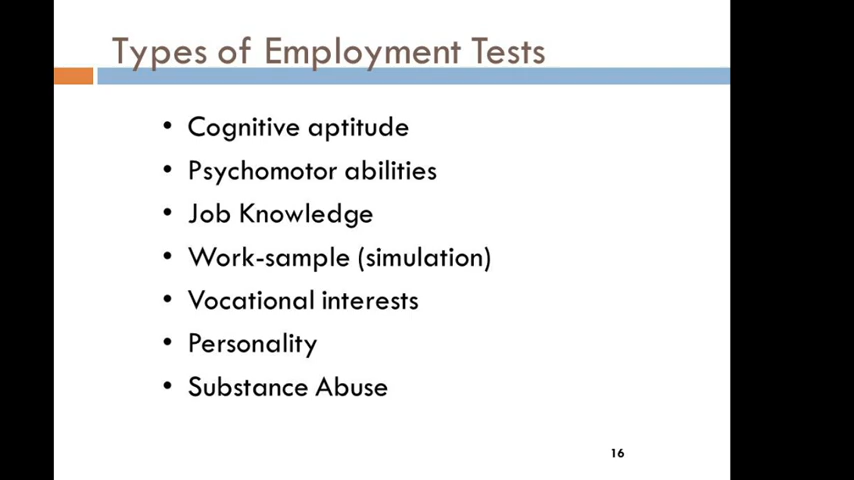 Types of Employment Tests
• Cognitive aptitude
• Psychomotor abilities
• Job Knowledge
• Work-sample (simulation)
• Vocational interests
• Personality
• Substance Abuse
16